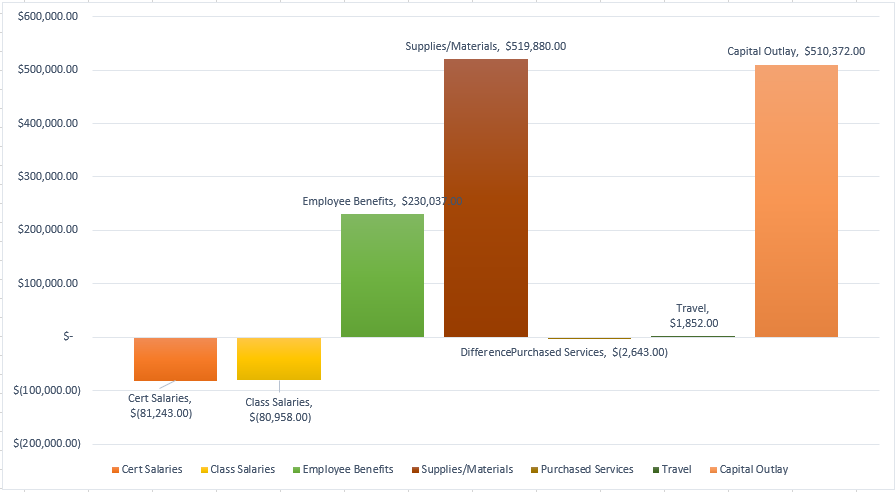 $600,000.00
Supplies/Materials, $519,880.00
Capital Outlay, $510,372.00
$500,000.00
$400,000.00
$300,000.00
Employee Benefits, $230,037.00
$200,000.00
$100,000.00
Travel,
$1,852.00
$-
DifferencePurchased Services, $(2,643.00)
$(100,000.00)
Cert Salaries,
$(81,243.00)
Class Salaries,
$(80,958.00)
$(200,000.00)
Cert Salaries
Class Salaries
Employee Benefits
Supplies/Materials
Purchased Services
Travel
Capital Outlay